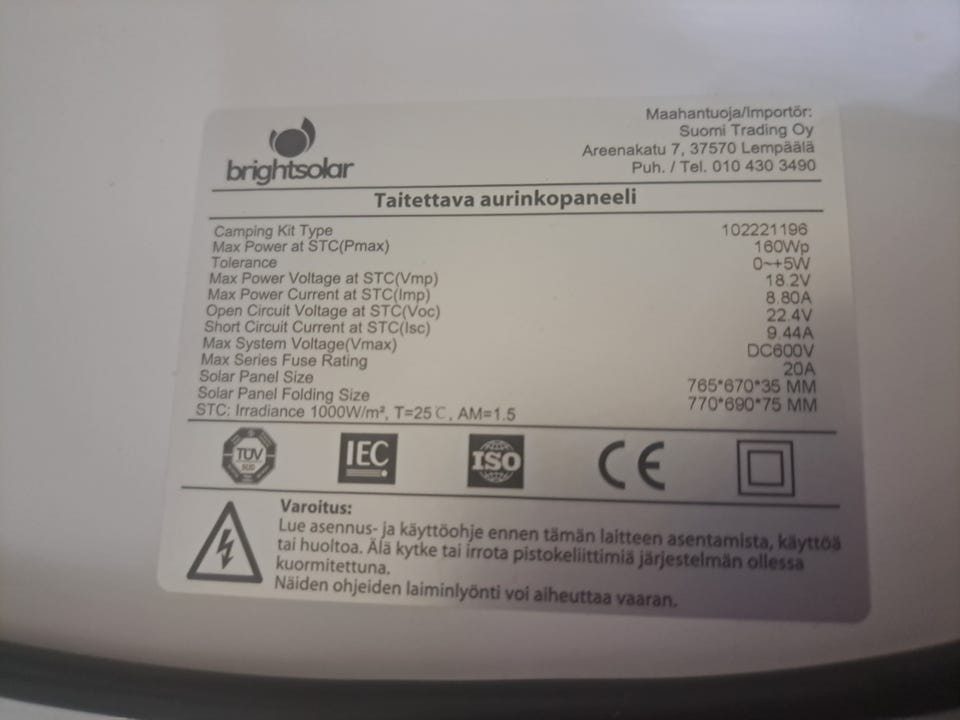 brightsolar
Maahantuoja/Importör:
Suomi Trading Oy
Areenakatu 7, 37570 Lempäälä
Puh. / Tel. 010 430 3490
Taitettava aurinkopaneeli
Camping Kit Type 102221196
Max Power at STC(Pmax) 160Wp
Tolerance 0~+5W
Max Power Voltage at STC(Vmp) 18.2V
Max Power Current at STC(Imp) 8.80A
Open Circuit Voltage at STC(Voc) 22.4V
Short Circuit Current at STC(Isc) 9.44A
Max System Voltage(Vmax) DC600V
Max Series Fuse Rating 20A
Solar Panel Size 765*670*35 MM
Solar Panel Folding Size 770*690*75 MM
STC: Irradiance 1000W/m², T=25℃, AM=1.5
TÜV
SÜD
IEC
ISO
CE
Varoitus:
Lue asennus- ja käyttöohje ennen tämän laitteen asentamista, käyttöä
tai huoltoa. Älä kytke tai irrota pistokeliittimiä järjestelmän ollessa
kuormitettuna.
Näiden ohjeiden laiminlyönti voi aiheuttaa vaaran.